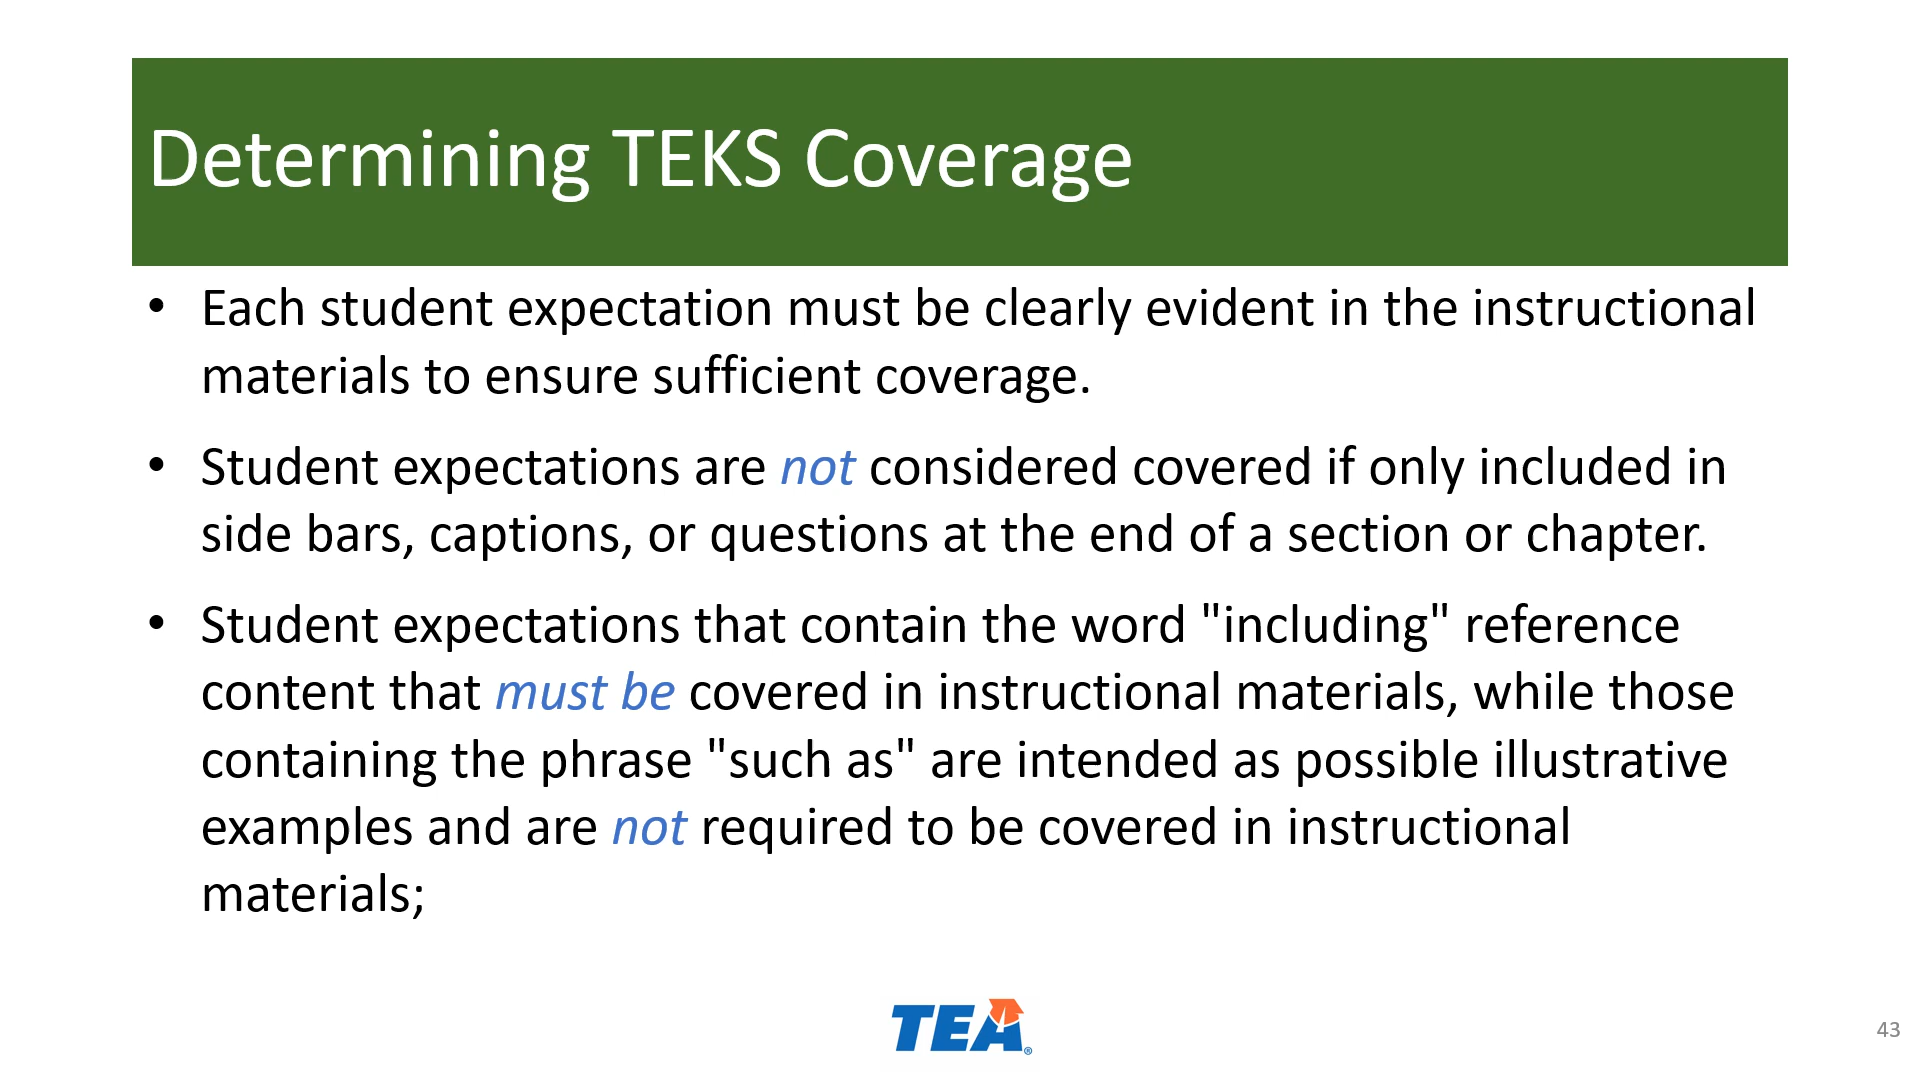 Determining TEKS Coverage
• Each student expectation must be clearly evident in the instructional
materials to ensure sufficient coverage.
• Student expectations are not considered covered if only included in
side bars, captions, or questions at the end of a section or chapter.
• Student expectations that contain the word "including" reference
content that must be covered in instructional materials, while those
containing the phrase "such as" are intended as possible illustrative
examples and are not required to be covered in instructional
materials;
TEA®
43